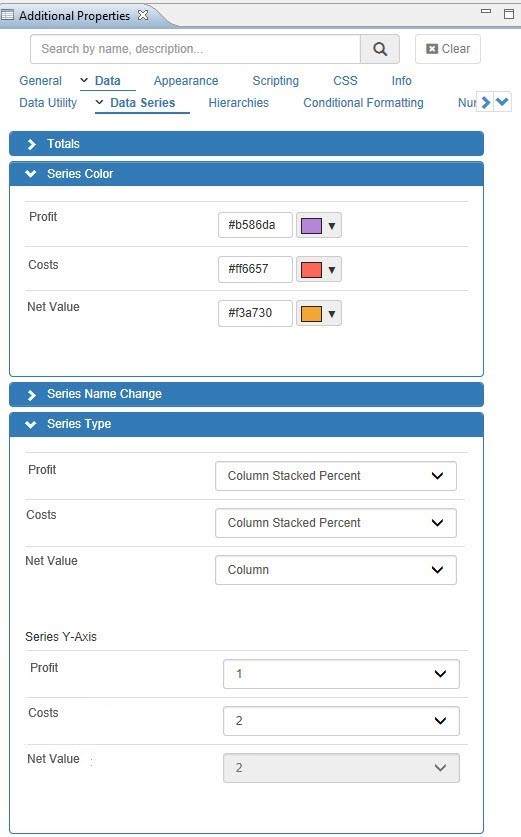 Additional Properties
Search by name, description...
Clear
General Data Appearance Scripting CSS Info
Data Utility Data Series Hierarchies Conditional Formatting
Totals
Series Color
Profit #b586da
Costs #ff6657
Net Value #f3a730
Series Name Change
Series Type
Profit Column Stacked Percent
Costs Column Stacked Percent
Net Value Column
Series Y-Axis
Profit 1
Costs 2
Net Value : 2